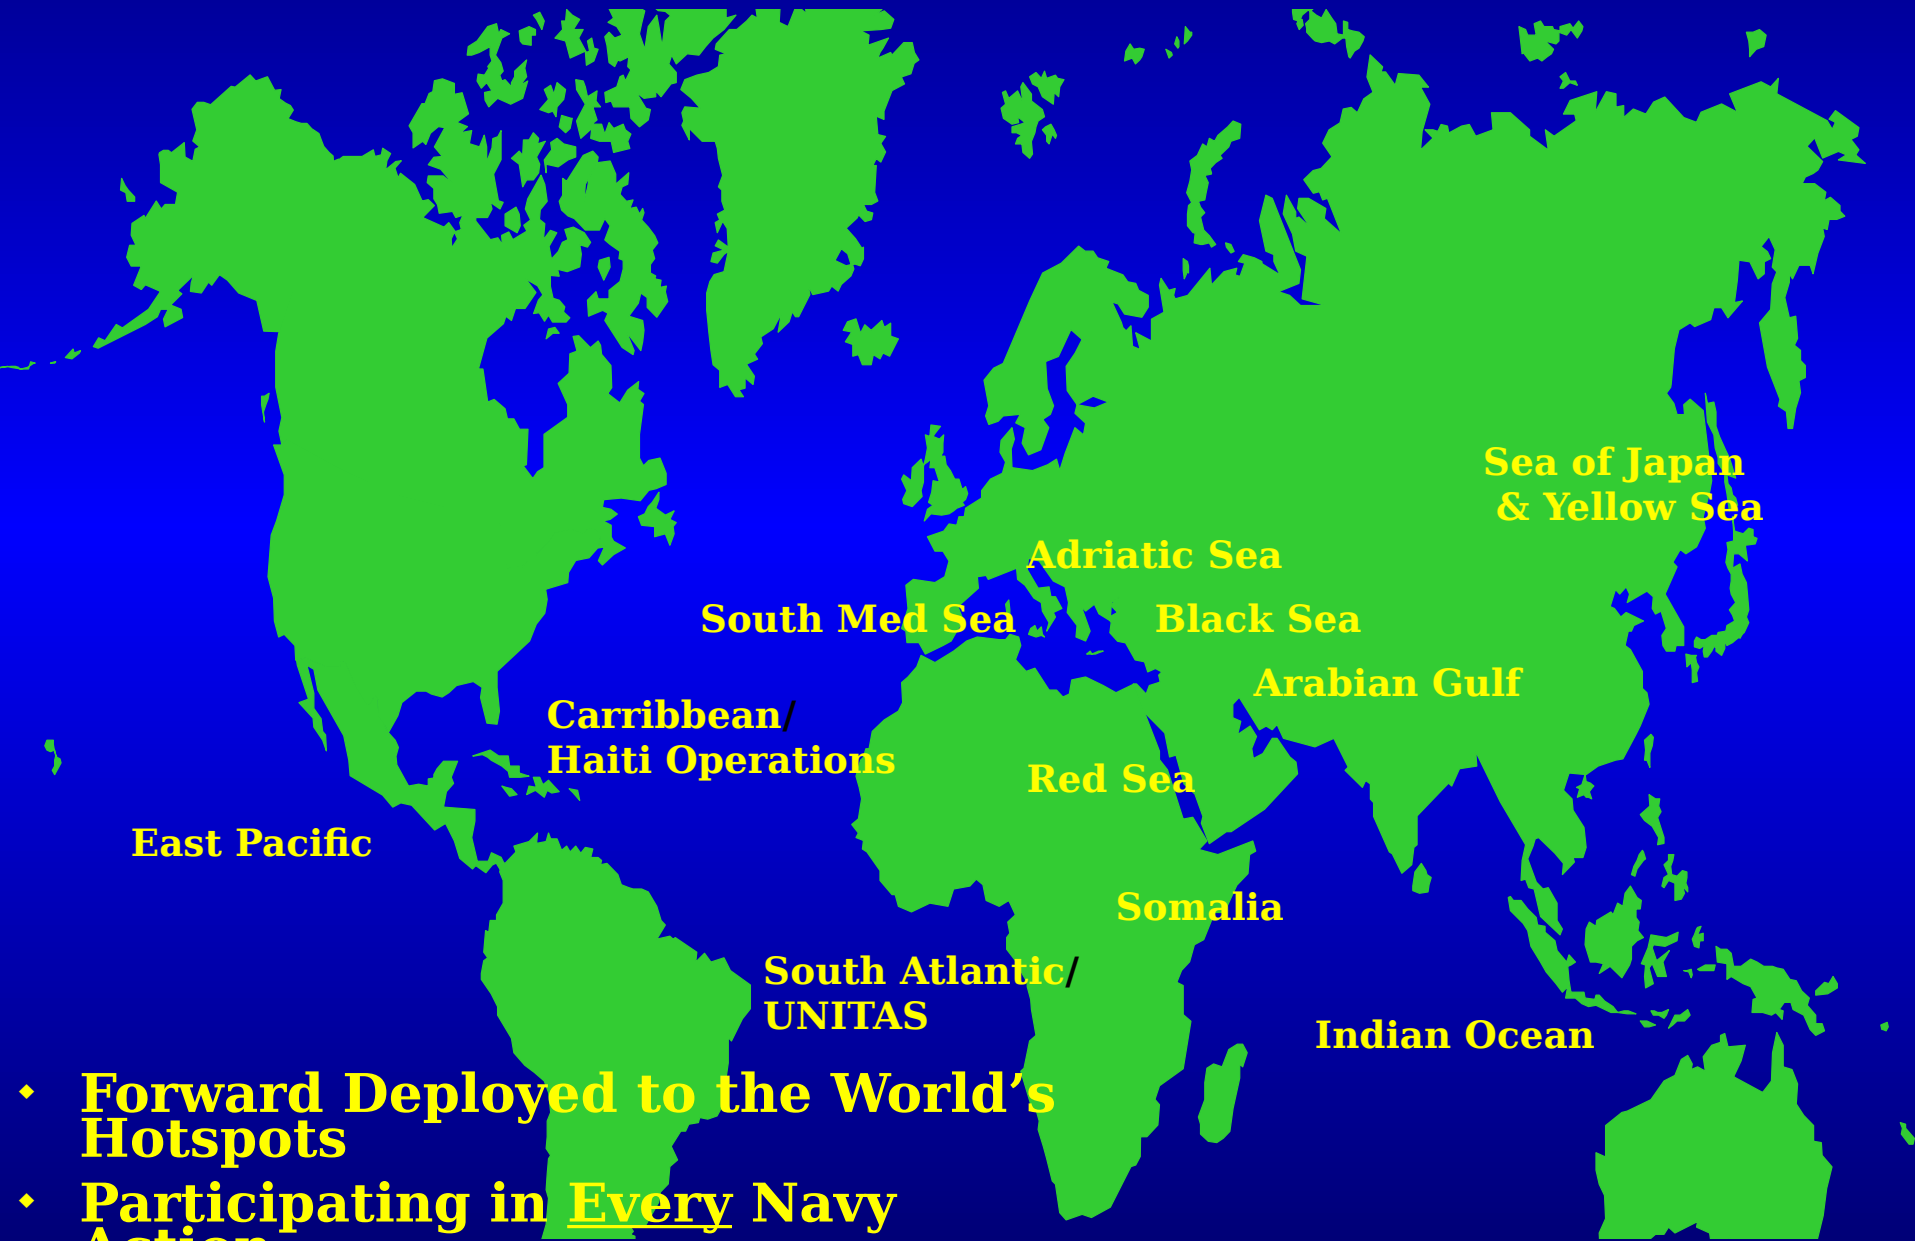 Sea of Japan
& Yellow Sea
Adriatic Sea
South Med Sea
Black Sea
Arabian Gulf
Carribbean/
Haiti Operations
Red Sea
East Pacific
Somalia
South Atlantic/
UNITAS
Indian Ocean
• Forward Deployed to the World’s
Hotspots
• Participating in Every Navy
Action